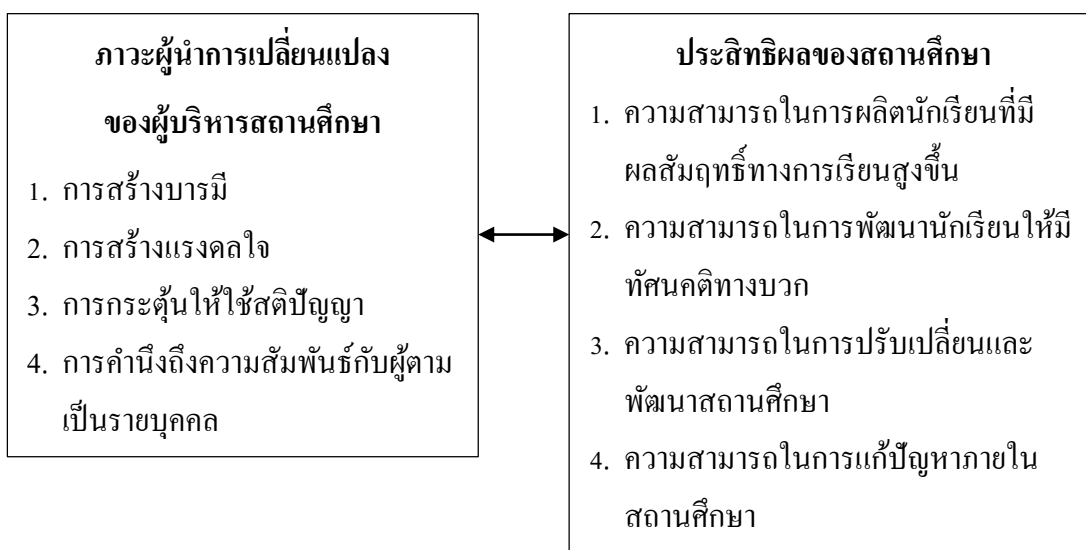 ภาวะผู้นำการเปลี่ยนแปลง
ของผู้บริหารสถานศึกษา
1. การสร้างบารมี
2. การสร้างแรงดลใจ
3. การกระตุ้นให้ใช้สติปัญญา
4. การคำนึงถึงความสัมพันธ์กับผู้ตาม
เป็นรายบุคคล
ประสิทธิผลของสถานศึกษา
1. ความสามารถในการผลิตนักเรียนที่มี
ผลสัมฤทธิ์ทางการเรียนสูงขึ้น
2. ความสามารถในการพัฒนานักเรียนให้มี
ทัศนคติทางบวก
3. ความสามารถในการปรับเปลี่ยนและ
พัฒนาสถานศึกษา
4. ความสามารถในการแก้ปัญหาภายใน
สถานศึกษา